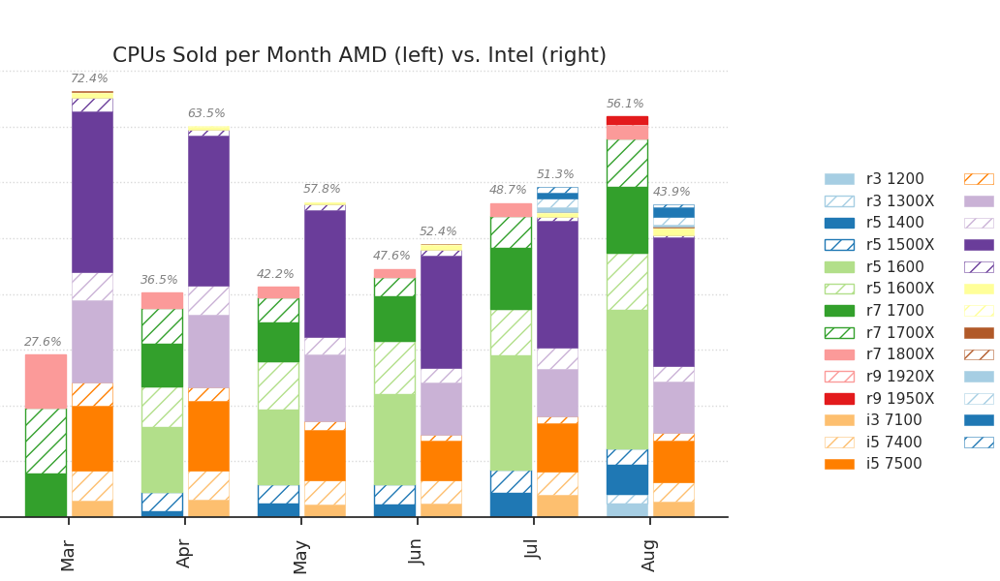 CPUs Sold per Month AMD (left) vs. Intel (right)
72.4%
63.5%
57.8%
56.1%
48.7%
51.3%
43.9%
52.4%
47.6%
42.2%
36.5%
27.6%
r3 1200
r3 1300X
r5 1400
r5 1500X
r5 1600
r5 1600X
r7 1700
r7 1700X
r7 1800X
r9 1920X
r9 1950X
i3 7100
i5 7400
i5 7500
Mar
Apr
May
Jun
Jul
Aug